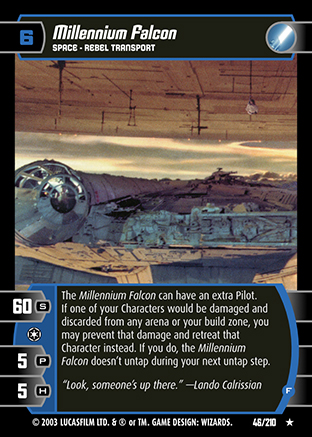 6
Millennium Falcon
SPACE - REBEL TRANSPORT
60 S
5 P
5 H
The Millennium Falcon can have an extra Pilot.
If one of your Characters would be damaged and
discarded from any arena or your build zone, you
may prevent that damage and retreat that
Character instead. If you do, the Millennium
Falcon doesn't untap during your next untap step.
"Look, someone's up there." —Lando Calrissian
F
© 2003 LUCASFILM LTD. & ® or TM. GAME DESIGN: WIZARDS.
46/210